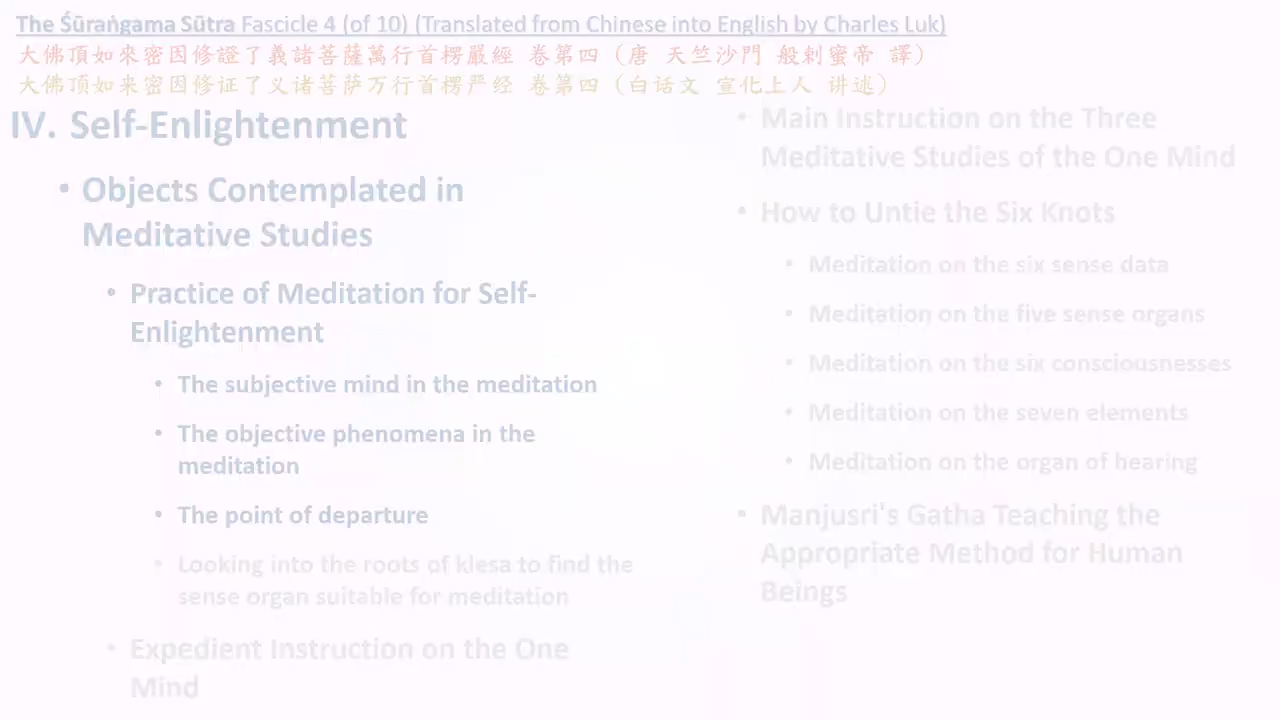 The Śūraṅgama Sūtra Fascicle 4 (of 10) (Translated from Chinese into English by Charles Luk)
大佛頂如來密因修證了義諸菩薩萬行首楞嚴經 卷第四（唐 天竺沙門 般剌蜜帝 譯）
大佛顶如来密因修证了义诸菩萨万行首楞严经 卷第四（白话文 宣化上人 讲述）
IV. Self-Enlightenment
• Objects Contemplated in
Meditative Studies
• Practice of Meditation for Self-
Enlightenment
• The subjective mind in the meditation
• The objective phenomena in the
meditation
• The point of departure
• Looking into the roots of klesa to find the
sense organ suitable for meditation
• Expedient Instruction on the One
Mind
• Main Instruction on the Three
Meditative Studies of the One Mind
• How to Untie the Six Knots
• Meditation on the six sense data
• Meditation on the five sense organs
• Meditation on the six consciousnesses
• Meditation on the seven elements
• Meditation on the organ of hearing
• Manjusri's Gatha Teaching the
Appropriate Method for Human
Beings